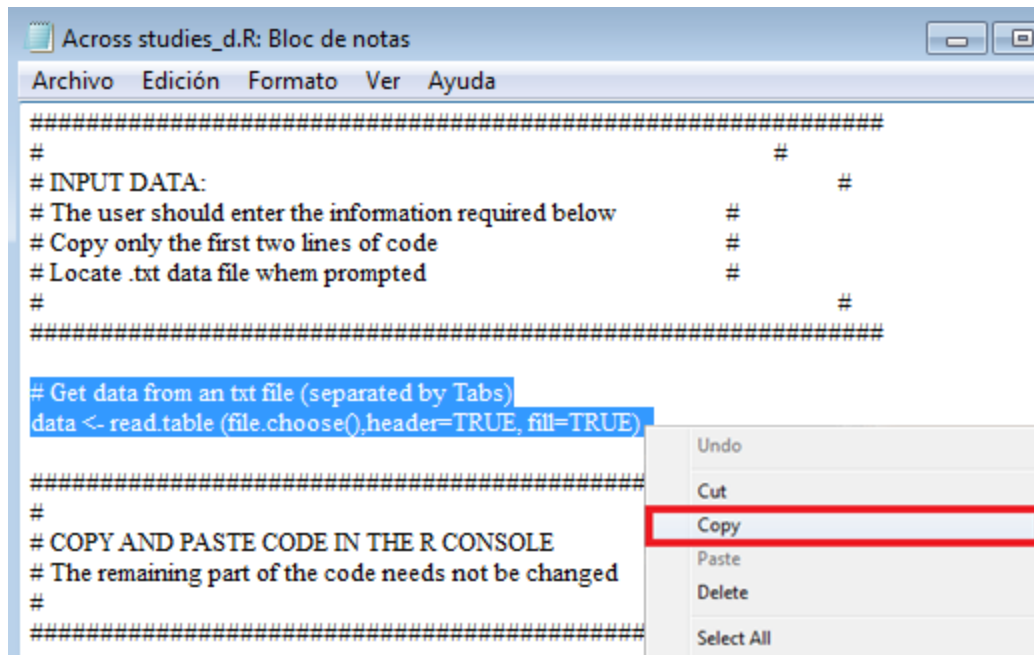 Across studies_d.R: Bloc de notas
Archivo Edición Formato Ver Ayuda
#############################################################
# #
# INPUT DATA: #
# The user should enter the information required below #
# Copy only the first two lines of code #
# Locate .txt data file whem prompted #
# #
#############################################################
# Get data from an txt file (separated by Tabs)
data <- read.table (file.choose(),header=TRUE, fill=TRUE)
############################################
#
# COPY AND PASTE CODE IN THE R CONSOLE
# The remaining part of the code needs not be changed
#
############################################
Undo
Cut
Copy
Paste
Delete
Select All